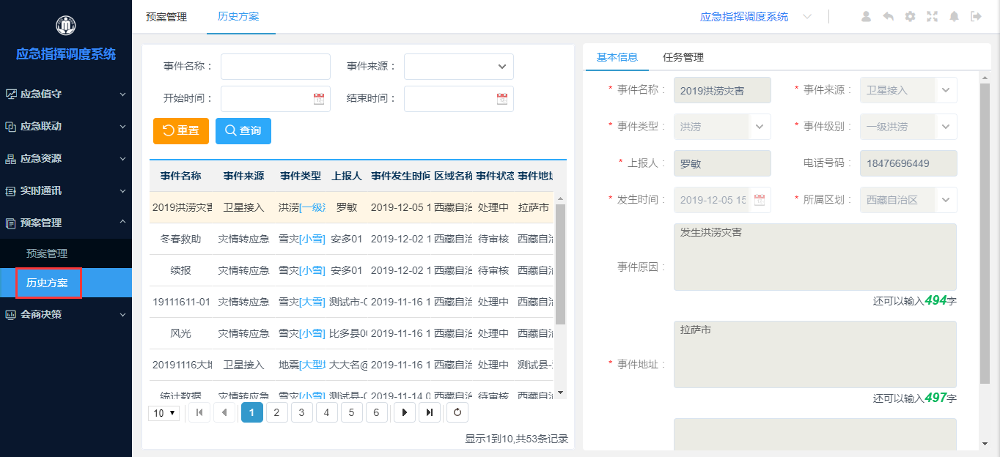 应急指挥调度系统
应急值守
应急联动
应急资源
实时通讯
预案管理
预案管理
历史方案
会商决策
预案管理 历史方案
应急指挥调度系统
事件名称： 事件来源：
开始时间： 结束时间：
重置 查询
事件名称 事件来源 事件类型 上报人 事件发生时间 区域名称 事件状态
2019洪涝灾 卫星接入 洪涝[一级 罗敏 2019-12-05 1 西藏自治 处理中 拉萨市
冬春救助 灾情转应急 雪灾[小雪] 安多01 2019-12-02 1 西藏自治 待审核 西藏自治
续报 灾情转应急 雪灾[小雪] 安多01 2019-12-02 1 西藏自治 待审核 西藏自治
19111611-01 灾情转应急 雪灾[大雪] 测试市-0 2019-11-16 1 西藏自治 处理中 西藏自治
风光 灾情转应急 雪灾[小雪] 比多县00 2019-11-16 1 西藏自治 处理中 西藏自治
20191116大地 卫星接入 地震[大型 大大名@ 2019-11-16 1 西藏自治 处理中 测试县-
统计数据 灾情转应急 雪灾[小雪] 测试县-0 2019-11-14 0 西藏自治 待审核 西藏自治
10 1 2 3 4 5 6
显示1到10,共53条记录
基本信息 任务管理
* 事件名称： 2019洪涝灾害 * 事件来源： 卫星接入
* 事件类型： 洪涝 * 事件级别： 一级洪涝
* 上报人： 罗敏 电话号码： 18476696449
* 发生时间： 2019-12-05 15 * 所属区划： 西藏自治区
事件原因： 发生洪涝灾害
还可以输入494字
* 事件地址： 拉萨市
还可以输入497字